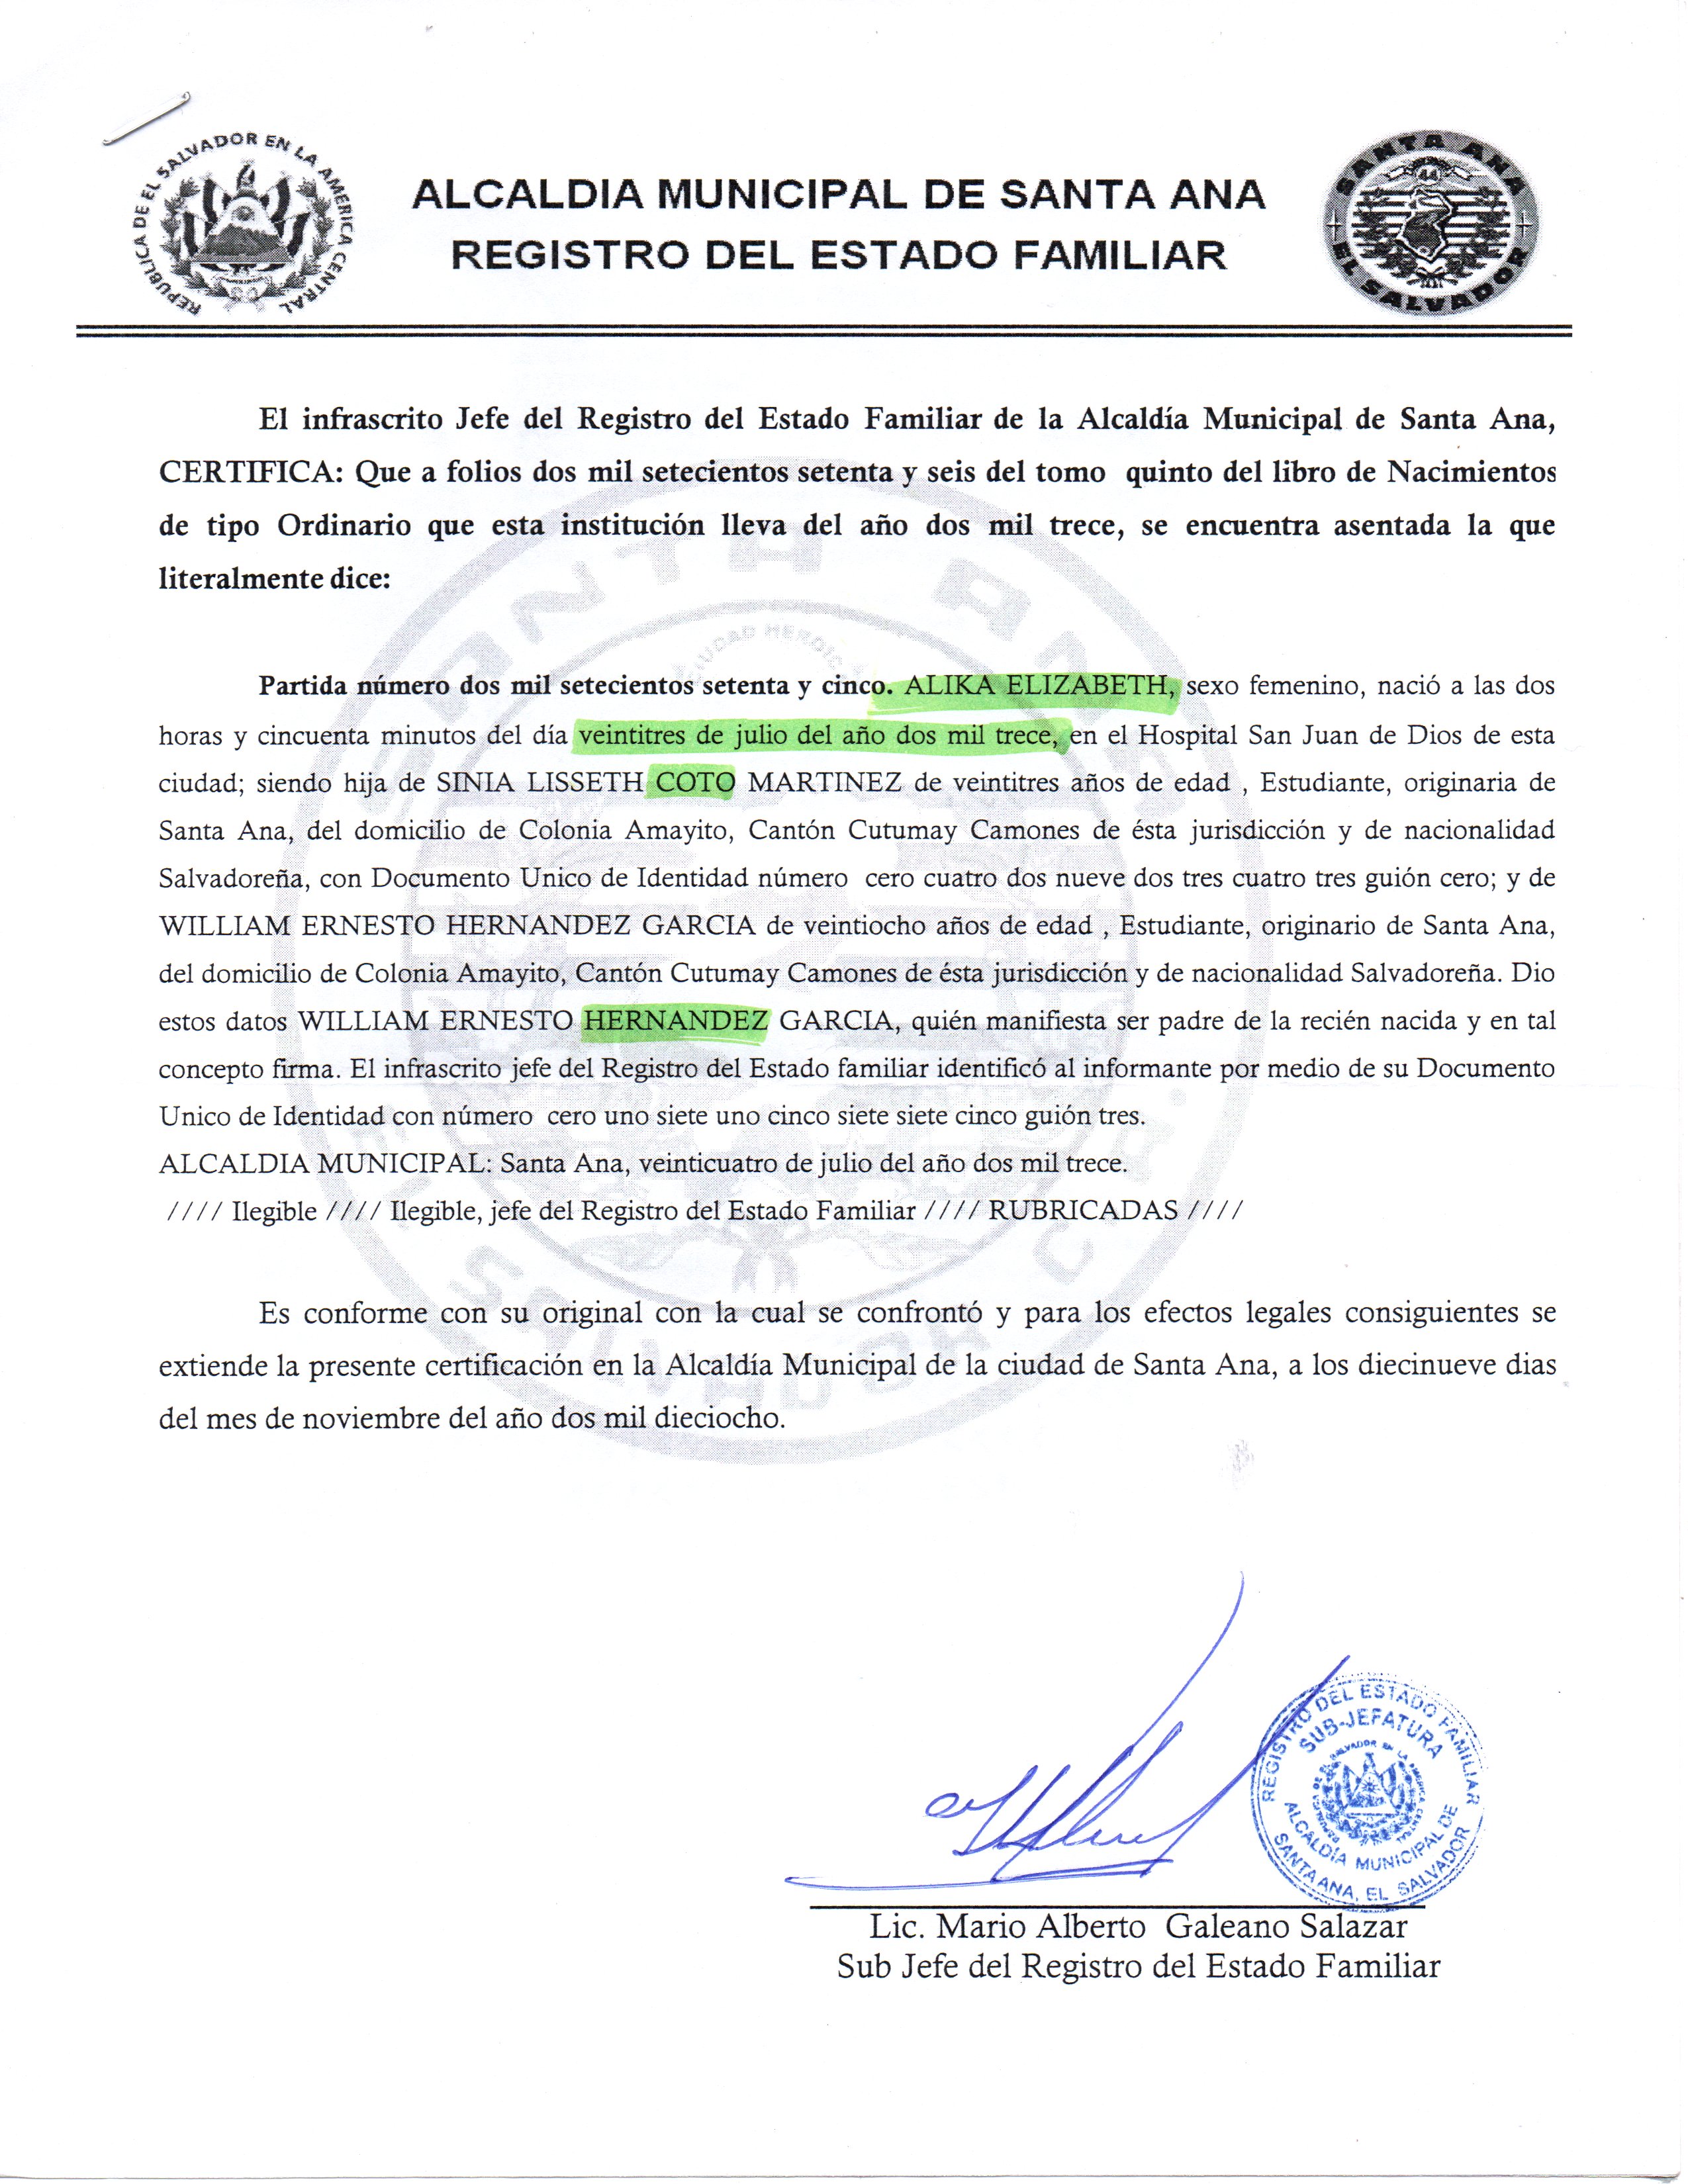 REPUBLICA DE EL SALVADOR EN LA AMERICA CENTRAL
ALCALDIA MUNICIPAL DE SANTA ANA
REGISTRO DEL ESTADO FAMILIAR
SANTA ANA
EL SALVADOR
El infrascrito Jefe del Registro del Estado Familiar de la Alcaldía Municipal de Santa Ana,
CERTIFICA: Que a folios dos mil setecientos setenta y seis del tomo quinto del libro de Nacimientos
de tipo Ordinario que esta institución lleva del año dos mil trece, se encuentra asentada la que
literalmente dice:
Partida número dos mil setecientos setenta y cinco. ALIKA ELIZABETH, sexo femenino, nació a las dos
horas y cincuenta minutos del día veintitres de julio del año dos mil trece, en el Hospital San Juan de Dios de esta
ciudad; siendo hija de SINIA LISSETH COTO MARTINEZ de veintitres años de edad , Estudiante, originaria de
Santa Ana, del domicilio de Colonia Amayito, Cantón Cutumay Camones de ésta jurisdicción y de nacionalidad
Salvadoreña, con Documento Unico de Identidad número cero cuatro dos nueve dos tres cuatro tres guión cero; y de
WILLIAM ERNESTO HERNANDEZ GARCIA de veintiocho años de edad , Estudiante, originario de Santa Ana,
del domicilio de Colonia Amayito, Cantón Cutumay Camones de ésta jurisdicción y de nacionalidad Salvadoreña. Dio
estos datos WILLIAM ERNESTO HERNANDEZ GARCIA, quién manifiesta ser padre de la recién nacida y en tal
concepto firma. El infrascrito jefe del Registro del Estado familiar identificó al informante por medio de su Documento
Unico de Identidad con número cero uno siete uno cinco siete siete cinco guión tres.
ALCALDIA MUNICIPAL: Santa Ana, veinticuatro de julio del año dos mil trece.
//// Ilegible //// Ilegible, jefe del Registro del Estado Familiar //// RUBRICADAS ////
Es conforme con su original con la cual se confrontó y para los efectos legales consiguientes se
extiende la presente certificación en la Alcaldía Municipal de la ciudad de Santa Ana, a los diecinueve dias
del mes de noviembre del año dos mil dieciocho.
REGISTRO DEL ESTADO FAMILIAR
SUB-JEFATURA
ALCALDÍA MUNICIPAL DE
SANTA ANA, EL SALVADOR
Lic. Mario Alberto Galeano Salazar
Sub Jefe del Registro del Estado Familiar